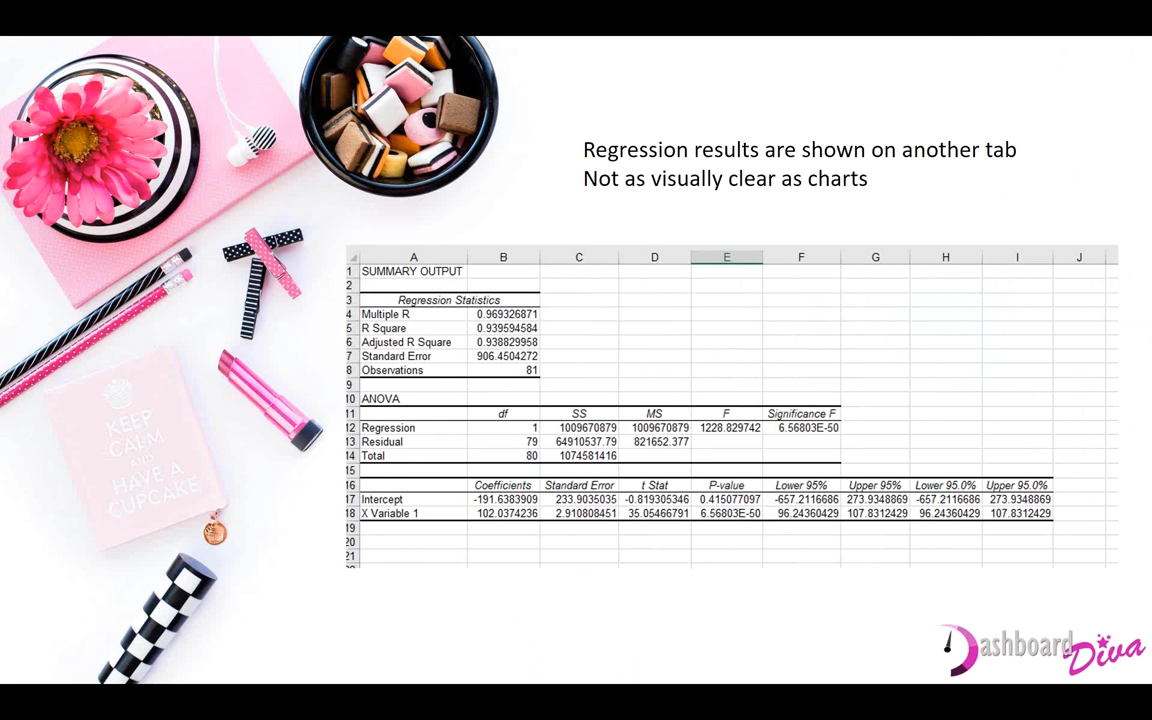 Regression results are shown on another tab
Not as visually clear as charts
A B C D E F G H I J
1 SUMMARY OUTPUT
2
3 Regression Statistics
4 Multiple R 0.969326871
5 R Square 0.939594584
6 Adjusted R Square 0.938829958
7 Standard Error 906.4504272
8 Observations 81
9
10 ANOVA
11 df SS MS F Significance F
12 Regression 1 1009670879 1009670879 1228.829742 6.56803E-50
13 Residual 79 64910537.79 821652.377
14 Total 80 1074581416
15
16 Coefficients Standard Error t Stat P-value Lower 95% Upper 95% Lower 95.0% Upper 95.0%
17 Intercept -191.6383909 233.9035035 -0.819305346 0.415077097 -657.2116686 273.9348869 -657.2116686 273.9348869
18 X Variable 1 102.0374236 2.910808451 35.05466791 6.56803E-50 96.24360429 107.8312429 96.24360429 107.8312429
19
20
21
KEEP
CALM
AND
HAVE A
CUPCAKE
Dashboard
Diva